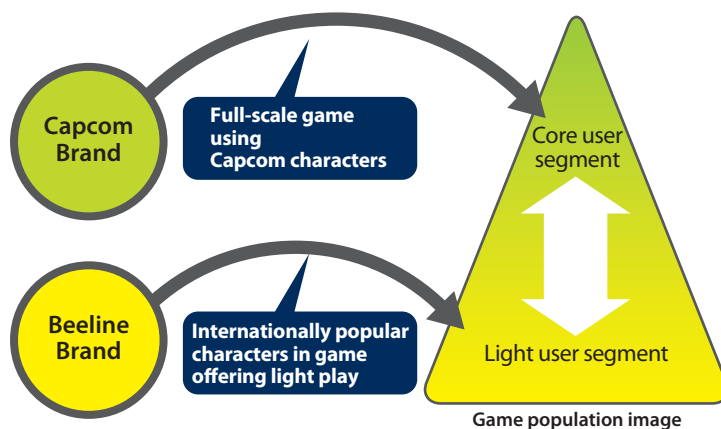 Capcom
Brand
Full-scale game
using
Capcom characters
Core user
segment
Beeline
Brand
Internationally popular
characters in game
offering light play
Light user segment
Game population image